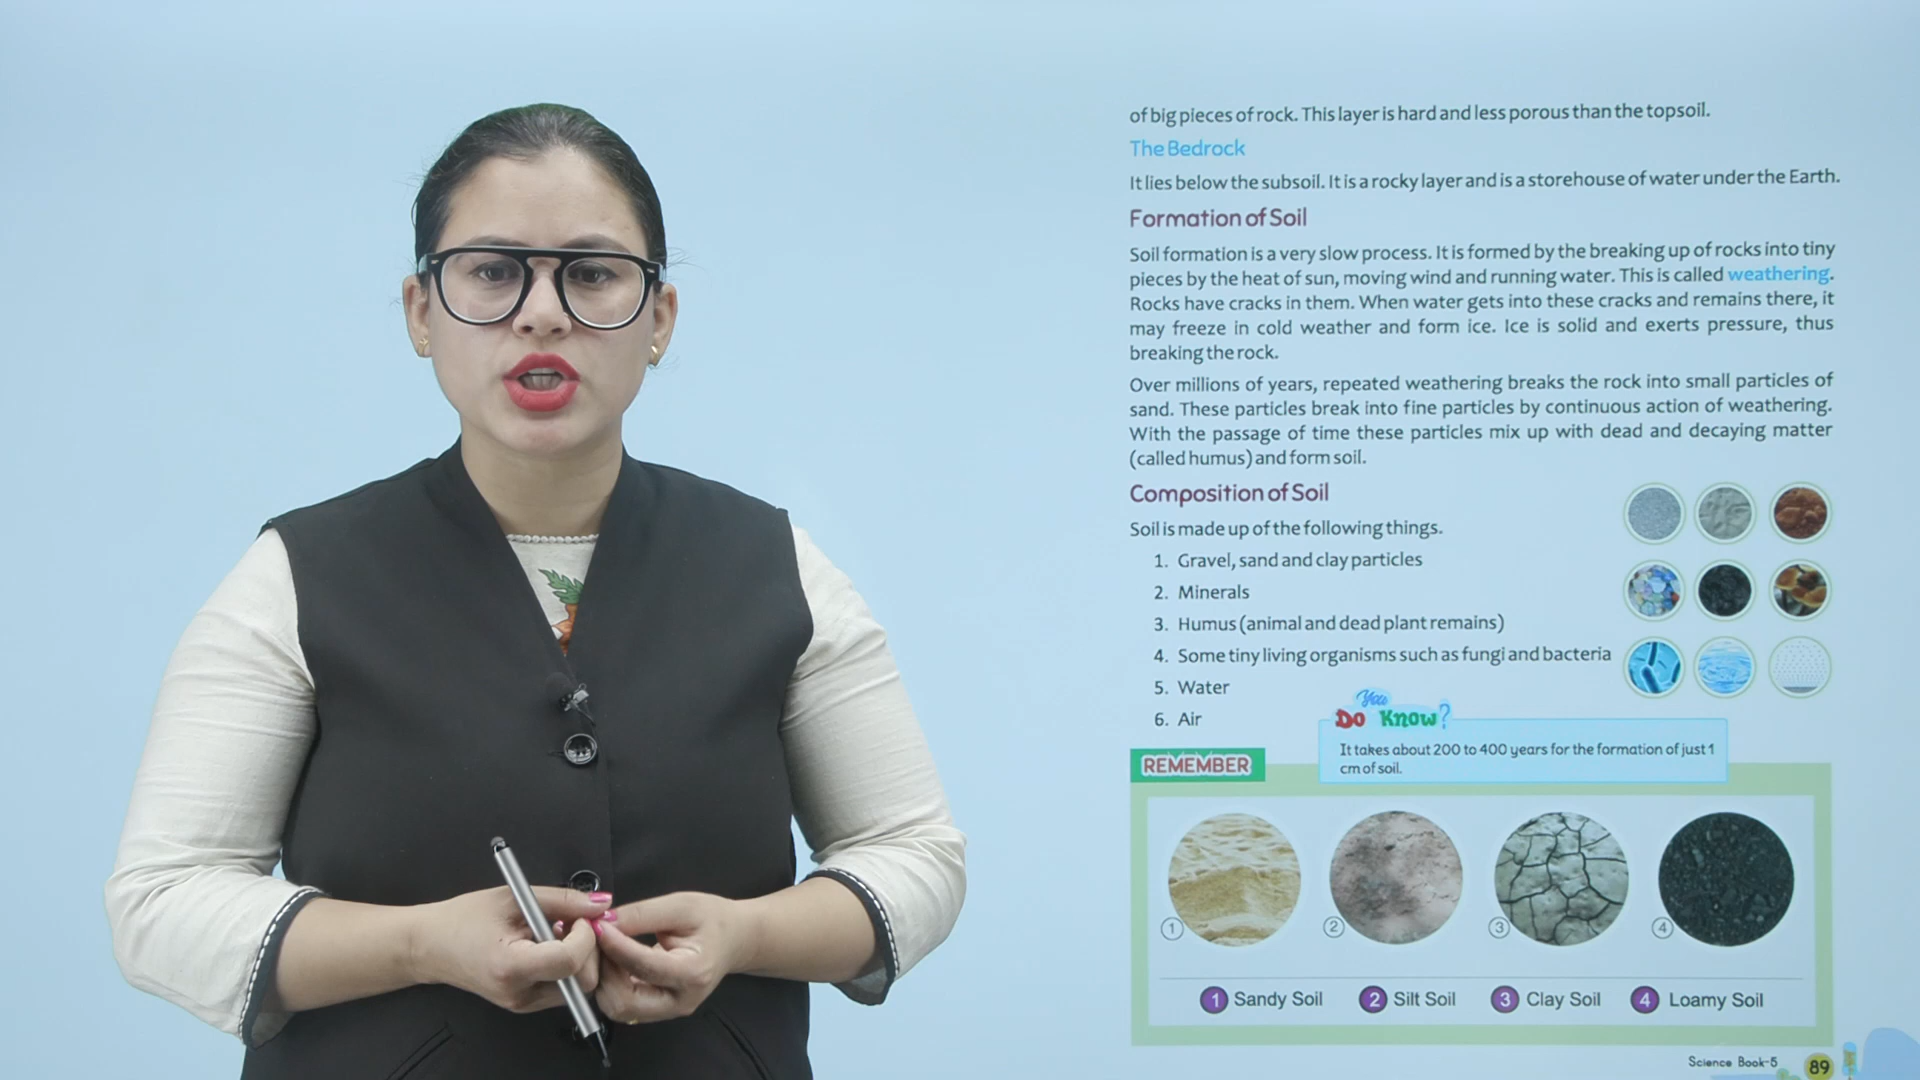 of big pieces of rock. This layer is hard and less porous than the topsoil.
The Bedrock
It lies below the subsoil. It is a rocky layer and is a storehouse of water under the Earth.
Formation of Soil
Soil formation is a very slow process. It is formed by the breaking up of rocks into tiny
pieces by the heat of sun, moving wind and running water. This is called weathering.
Rocks have cracks in them. When water gets into these cracks and remains there, it
may freeze in cold weather and form ice. Ice is solid and exerts pressure, thus
breaking the rock.
Over millions of years, repeated weathering breaks the rock into small particles of
sand. These particles break into fine particles by continuous action of weathering.
With the passage of time these particles mix up with dead and decaying matter
(called humus) and form soil.
Composition of Soil
Soil is made up of the following things.
1. Gravel, sand and clay particles
2. Minerals
3. Humus (animal and dead plant remains)
4. Some tiny living organisms such as fungi and bacteria
5. Water
6. Air
You
Do Know?
It takes about 200 to 400 years for the formation of just 1
cm of soil.
REMEMBER
1 2 3 4
1 Sandy Soil 2 Silt Soil 3 Clay Soil 4 Loamy Soil
Science Book-5 89